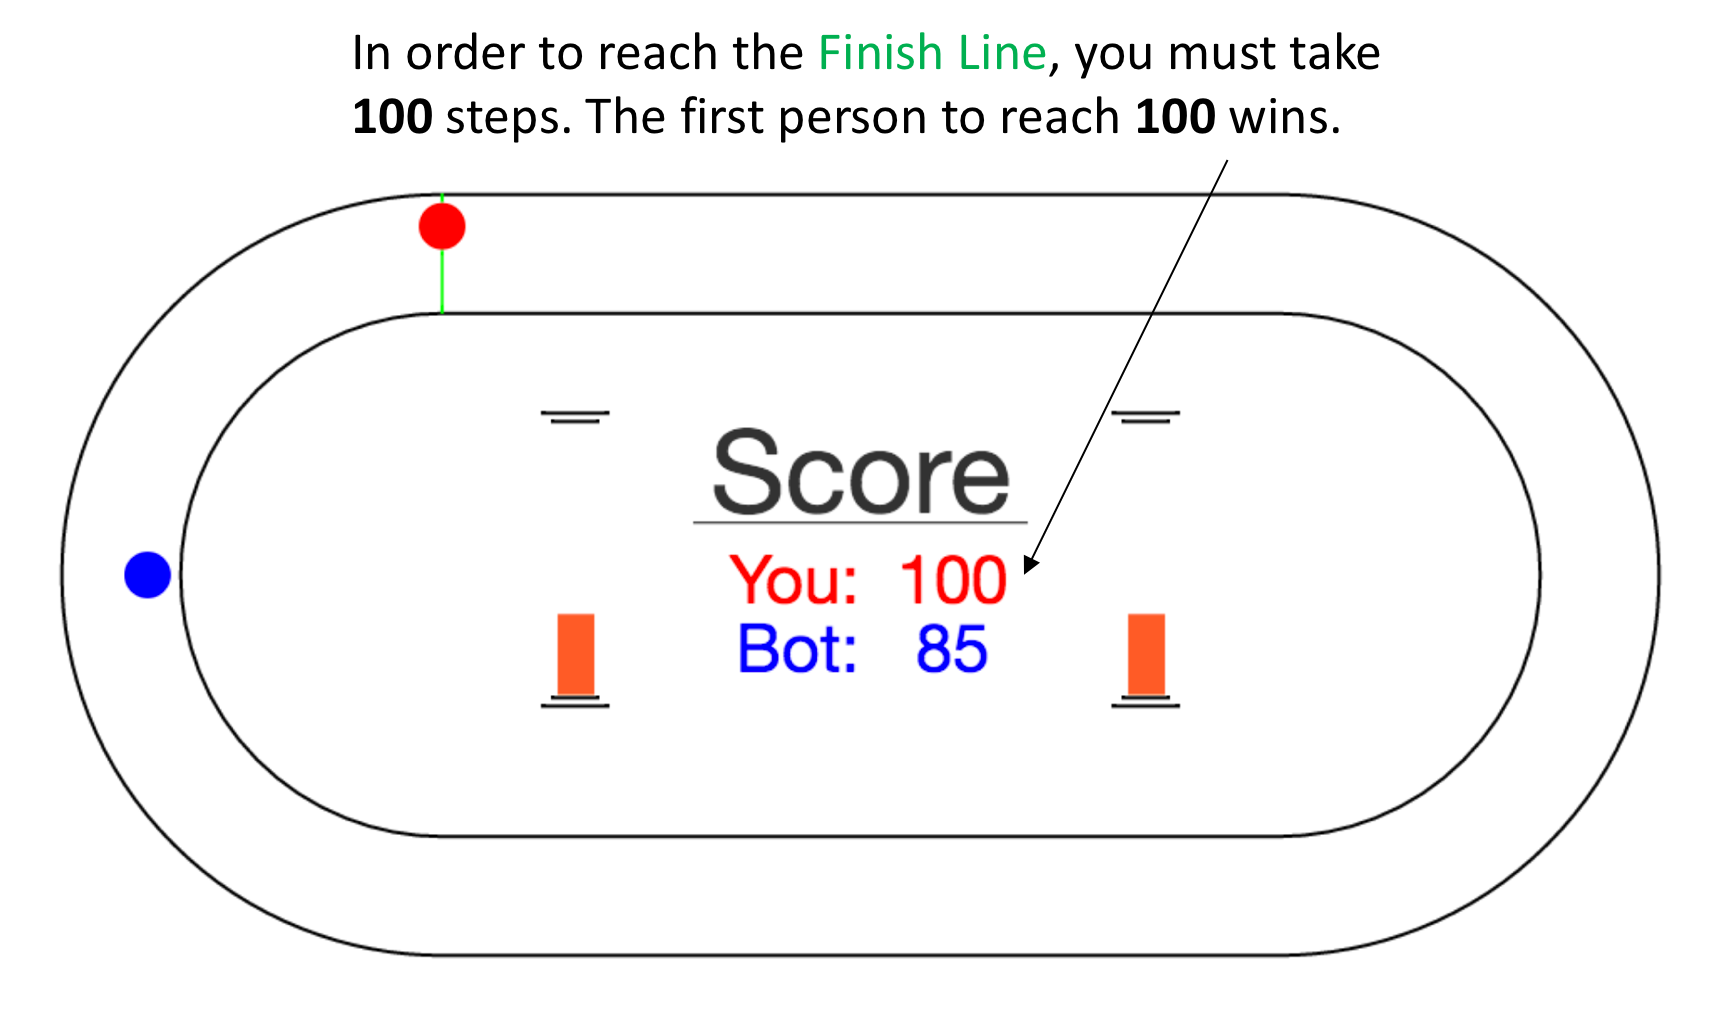 In order to reach the Finish Line, you must take
100 steps. The first person to reach 100 wins.
Score
You: 100
Bot: 85